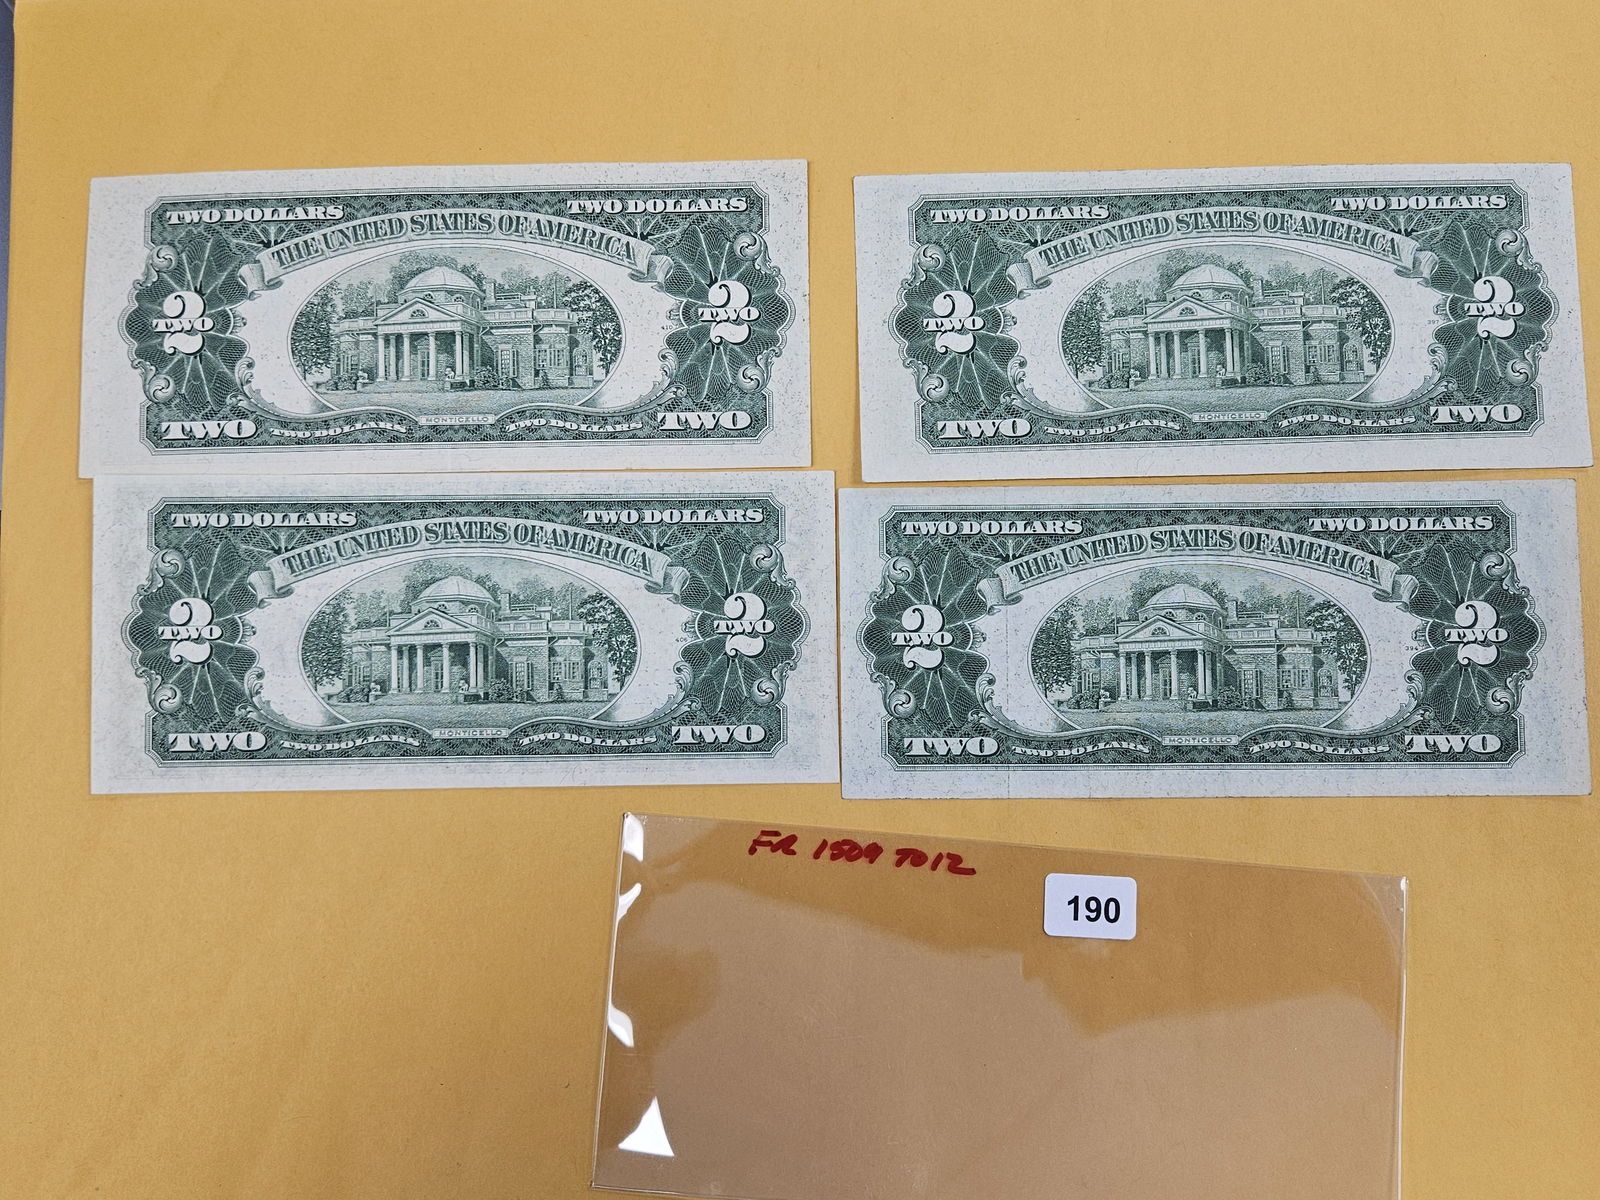 TWO DOLLARS TWO DOLLARS
THE UNITED STATES OF AMERICA
2 TWO 2 TWO
410
MONTICELLO
TWO TWO DOLLARS TWO DOLLARS TWO
TWO DOLLARS TWO DOLLARS
THE UNITED STATES OF AMERICA
2 TWO 2 TWO
397
MONTICELLO
TWO TWO DOLLARS TWO DOLLARS TWO
TWO DOLLARS TWO DOLLARS
THE UNITED STATES OF AMERICA
2 TWO 2 TWO
MONTICELLO
TWO TWO DOLLARS TWO DOLLARS TWO
TWO DOLLARS TWO DOLLARS
THE UNITED STATES OF AMERICA
2 TWO 2 TWO
394
MONTICELLO
TWO TWO DOLLARS TWO DOLLARS TWO
FR 1509 TO 12
190